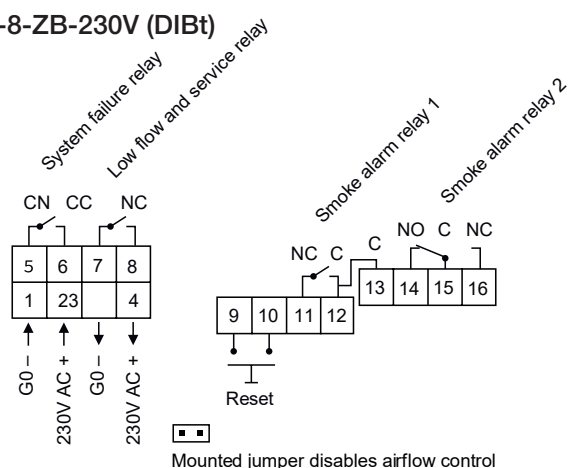 -8-ZB-230V (DIBt)
System failure relay
Low flow and service relay
Smoke alarm relay 1
Smoke alarm relay 2
CN CC NC
5 6 7 8
1 23 4
G0 –
230V AC +
G0 –
230V AC +
NC C C
NO C NC
13 14 15 16
9 10 11 12
Reset
Mounted jumper disables airflow control